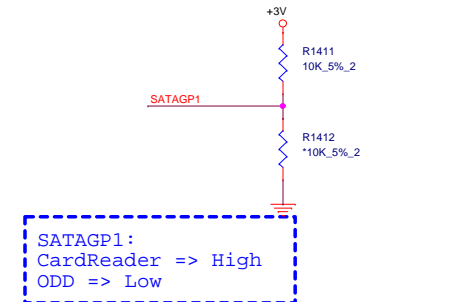 +3V
R1411
10K_5%_2
SATAGP1
R1412
*10K_5%_2
SATAGP1:
CardReader => High
ODD => Low